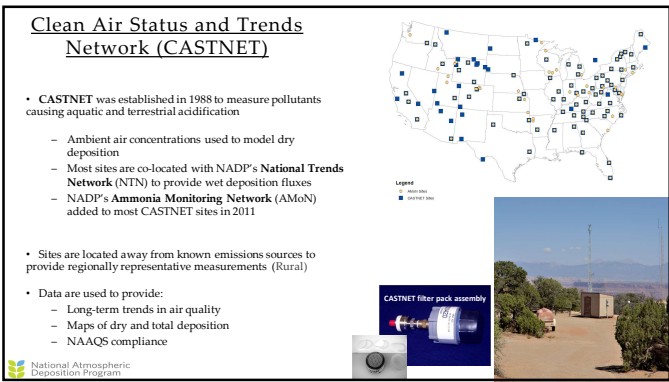 Clean Air Status and Trends
Network (CASTNET)
• CASTNET was established in 1988 to measure pollutants
causing aquatic and terrestrial acidification
– Ambient air concentrations used to model dry
deposition
– Most sites are co-located with NADP's National Trends
Network (NTN) to provide wet deposition fluxes
– NADP's Ammonia Monitoring Network (AMoN)
added to most CASTNET sites in 2011
• Sites are located away from known emissions sources to
provide regionally representative measurements (Rural)
• Data are used to provide:
– Long-term trends in air quality
– Maps of dry and total deposition
– NAAQS compliance
National Atmospheric
Deposition Program
Legend
AMoN Sites
CASTNET Sites
CASTNET filter pack assembly